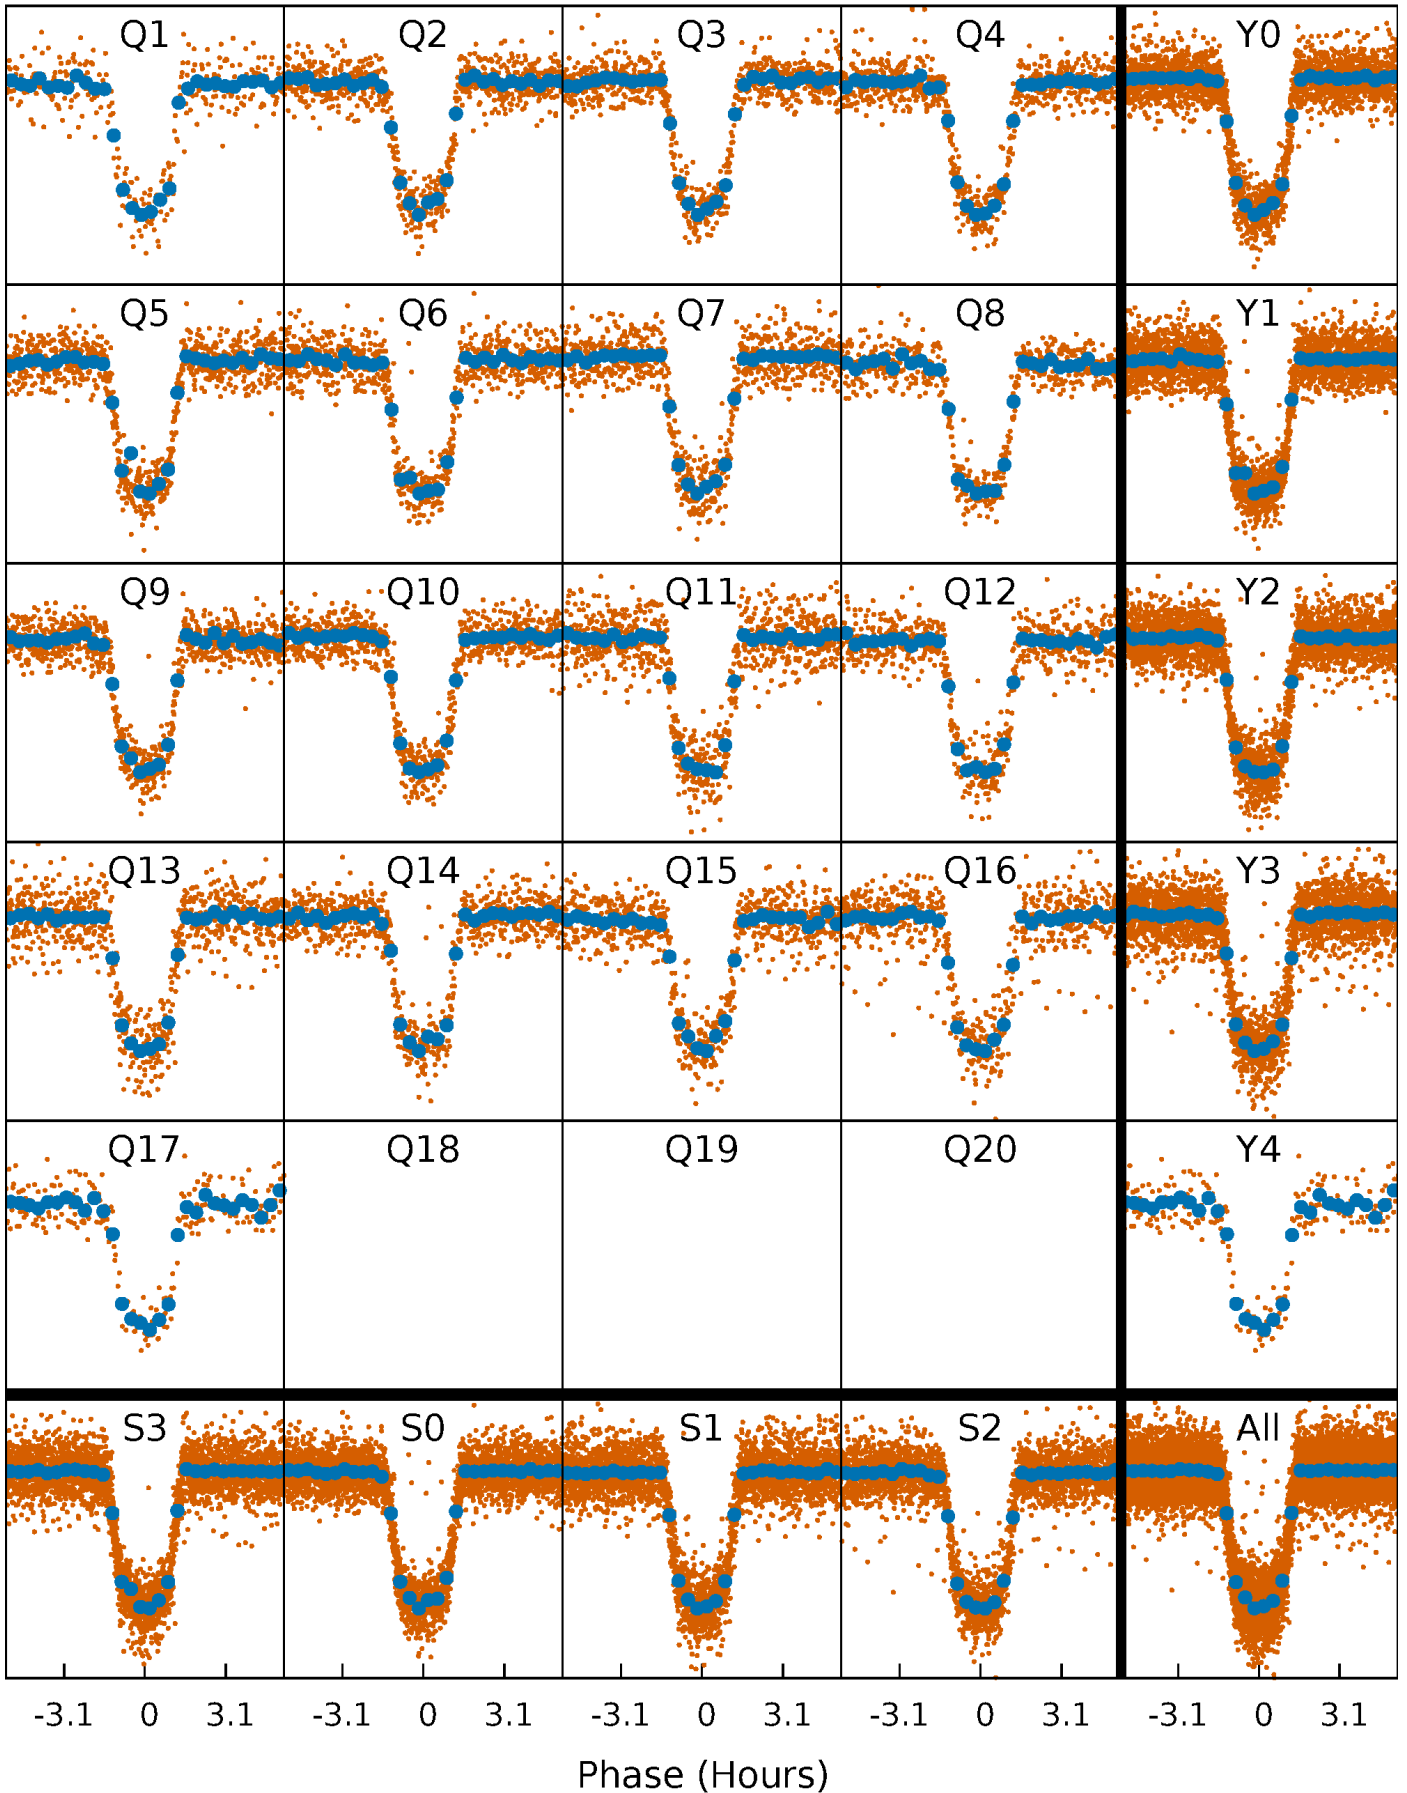 Q1 Q2 Q3 Q4 Y0
Q5 Q6 Q7 Q8 Y1
Q9 Q10 Q11 Q12 Y2
Q13 Q14 Q15 Q16 Y3
Q17 Q18 Q19 Q20 Y4
S3 S0 S1 S2 All
-3.1 0 3.1 -3.1 0 3.1 -3.1 0 3.1 -3.1 0 3.1 -3.1 0 3.1
Phase (Hours)